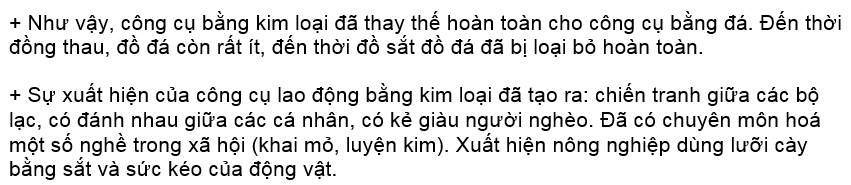 + Như vậy, công cụ bằng kim loại đã thay thế hoàn toàn cho công cụ bằng đá. Đến thời
đồng thau, đồ đá còn rất ít, đến thời đồ sắt đồ đá đã bị loại bỏ hoàn toàn.
+ Sự xuất hiện của công cụ lao động bằng kim loại đã tạo ra: chiến tranh giữa các bộ
lạc, có đánh nhau giữa các cá nhân, có kẻ giàu người nghèo. Đã có chuyên môn hoá
một số nghề trong xã hội (khai mỏ, luyện kim). Xuất hiện nông nghiệp dùng lưỡi cày
bằng sắt và sức kéo của động vật.